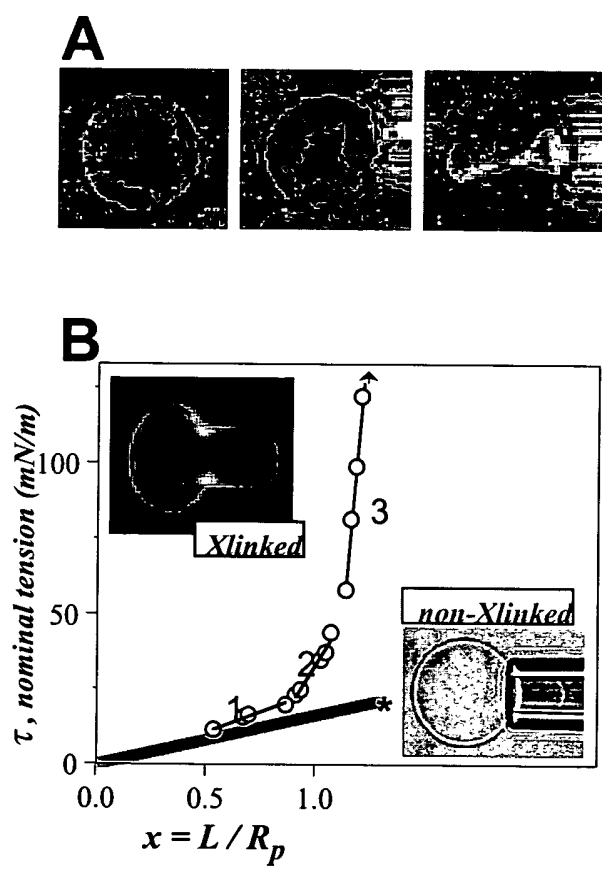 A
B
τ, nominal tension (mN/m)
100
50
0
0.0 0.5 1.0
x = L / Rp
Xlinked
non-Xlinked
1
2
3
*